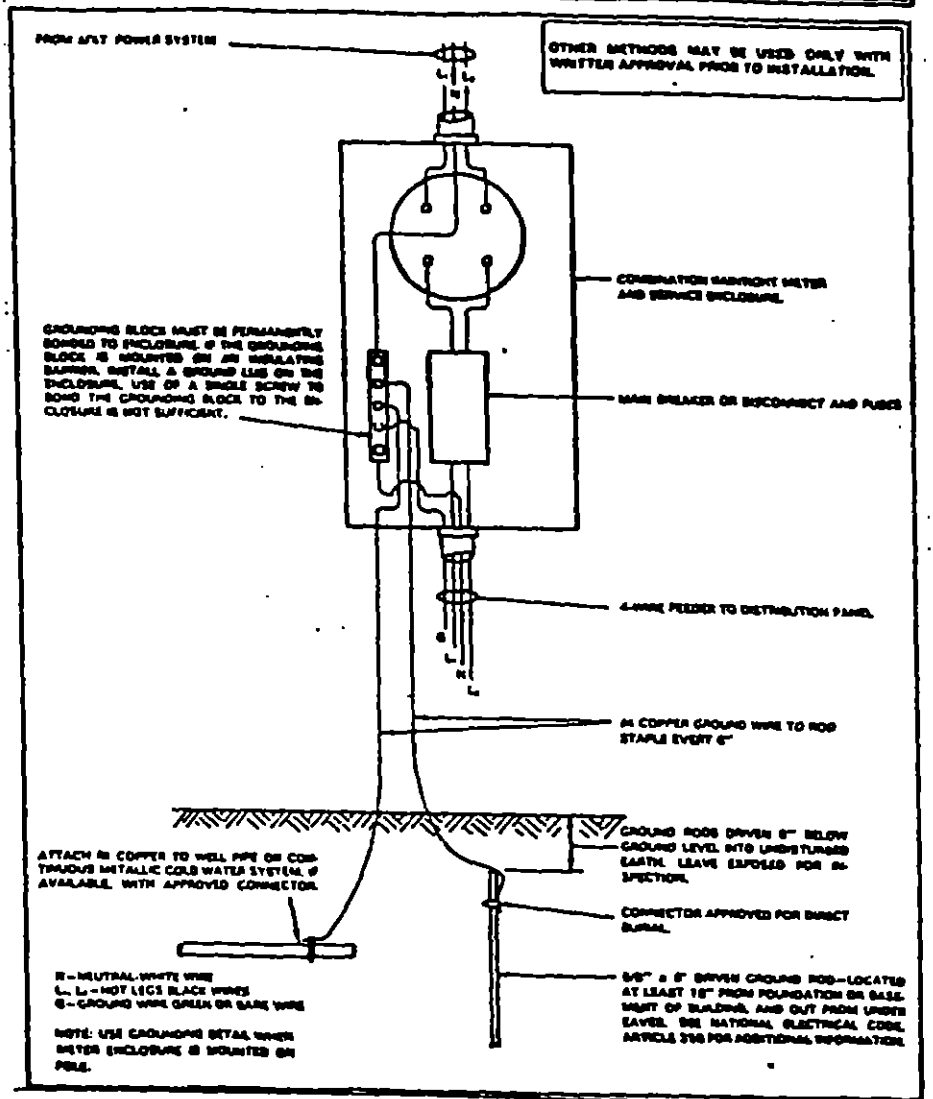 FROM POWER SYSTEM
OTHER METHODS MAY BE USED ONLY WITH
WRITTEN APPROVAL PRIOR TO INSTALLATION.
L
N
L
COMBINATION METER
AND SERVICE ENCLOSURE.
GROUNDING BLOCK MUST BE PERMANENTLY
BONDED TO ENCLOSURE. IF THE GROUNDING
BLOCK IS MOUNTED ON AN INSULATING
BARRIER, INSTALL A GROUND LUG ON THE
ENCLOSURE. USE OF A SINGLE SCREW TO
BOND THE GROUNDING BLOCK TO THE EN-
CLOSURE IS NOT SUFFICIENT.
MAIN BREAKER OR DISCONNECT AND FUSES
4-WIRE FEEDER TO DISTRIBUTION PANEL
G
L
N
L
COPPER GROUND WIRE TO ROD
STAPLE EVERY
GROUND RODS DRIVEN BELOW
GROUND LEVEL INTO UNDISTURBED
EARTH. LEAVE EXPOSED FOR IN-
SPECTION.
ATTACH COPPER TO WELL PIPE OR CON-
TINUOUS METALLIC COLD WATER SYSTEM, IF
AVAILABLE, WITH APPROVED CONNECTOR.
CONNECTOR APPROVED FOR DIRECT
BURIAL.
N - NEUTRAL-WHITE WIRE
L, L - HOT LEGS BLACK WIRES
G - GROUND WIRE GREEN OR BARE WIRE
DRIVEN GROUND ROD—LOCATED
AT LEAST FROM FOUNDATION OR BASE-
MENT OF BUILDING, AND OUT FROM UNDER
EAVES. SEE NATIONAL ELECTRICAL CODE,
ARTICLE FOR ADDITIONAL INFORMATION.
NOTE: USE GROUNDING DETAIL WHEN
METER ENCLOSURE IS MOUNTED ON
POLE.